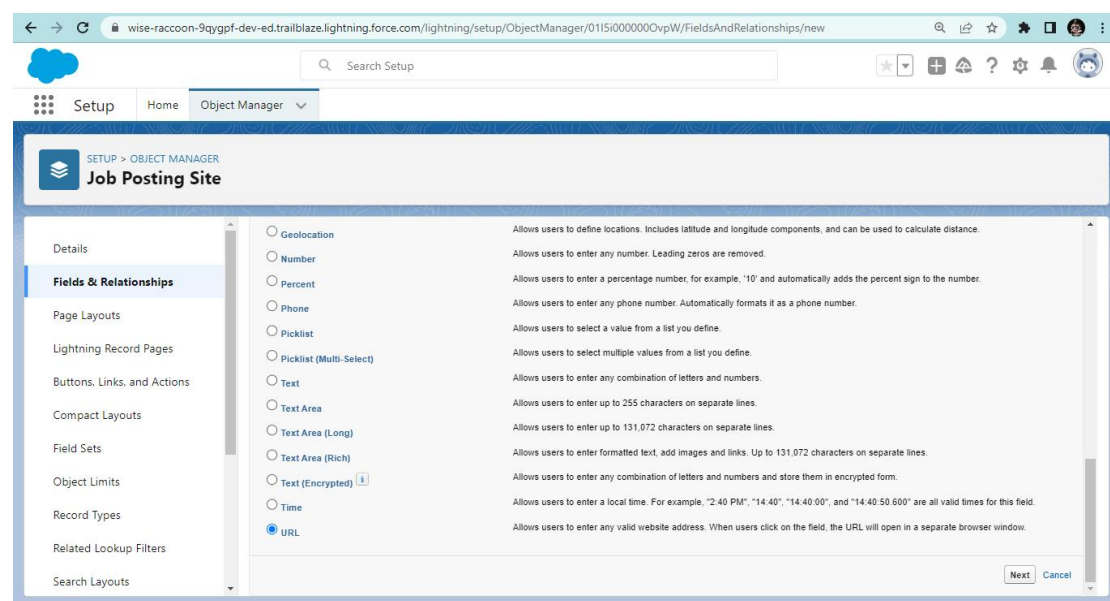 wise-raccoon-9qygpf-dev-ed.trailblaze.lightning.force.com/lightning/setup/ObjectManager/01I5i000000OvpW/FieldsAndRelationships/new
Search Setup
Setup Home Object Manager
SETUP > OBJECT MANAGER
Job Posting Site
Details
Fields & Relationships
Page Layouts
Lightning Record Pages
Buttons, Links, and Actions
Compact Layouts
Field Sets
Object Limits
Record Types
Related Lookup Filters
Search Layouts
Geolocation Allows users to define locations. Includes latitude and longitude components, and can be used to calculate distance.
Number Allows users to enter any number. Leading zeros are removed.
Percent Allows users to enter a percentage number, for example, '10' and automatically adds the percent sign to the number.
Phone Allows users to enter any phone number. Automatically formats it as a phone number.
Picklist Allows users to select a value from a list you define.
Picklist (Multi-Select) Allows users to select multiple values from a list you define.
Text Allows users to enter any combination of letters and numbers.
Text Area Allows users to enter up to 255 characters on separate lines.
Text Area (Long) Allows users to enter up to 131,072 characters on separate lines.
Text Area (Rich) Allows users to enter formatted text, add images and links. Up to 131,072 characters on separate lines.
Text (Encrypted) i Allows users to enter any combination of letters and numbers and store them in encrypted form.
Time Allows users to enter a local time. For example, "2:40 PM", "14:40", "14:40:00", and "14:40:50.600" are all valid times for this field.
URL Allows users to enter any valid website address. When users click on the field, the URL will open in a separate browser window.
Next Cancel